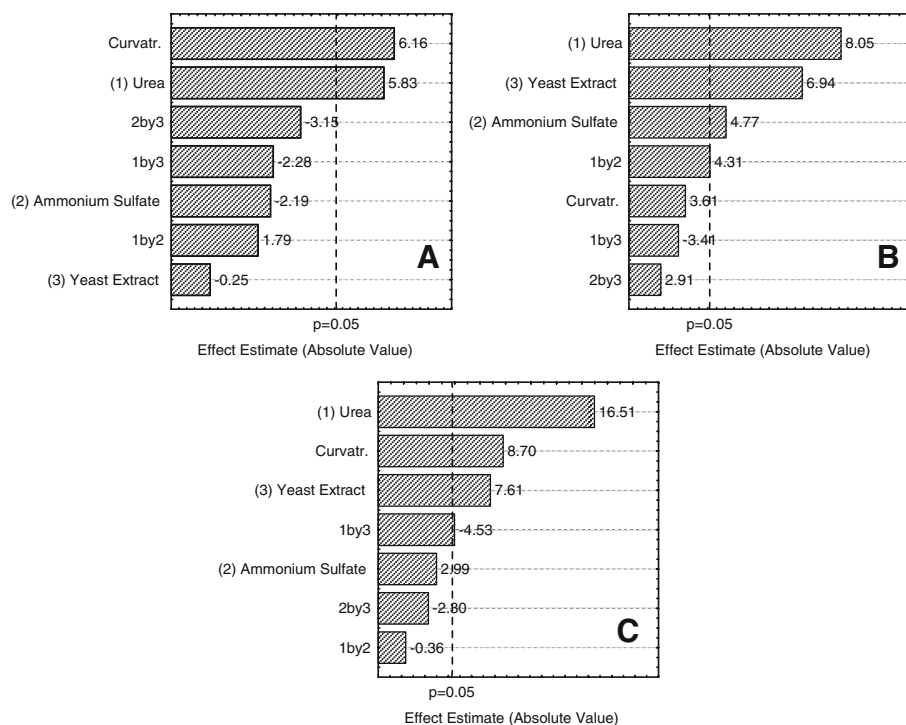 Curvatr. 6.16
(1) Urea 5.83
2by3 -3.15
1by3 -2.28
(2) Ammonium Sulfate -2.19
1by2 1.79
(3) Yeast Extract -0.25
A
p=0.05
Effect Estimate (Absolute Value)
(1) Urea 8.05
(3) Yeast Extract 6.94
(2) Ammonium Sulfate 4.77
1by2 4.31
Curvatr. 3.61
1by3 -3.41
2by3 2.91
B
p=0.05
Effect Estimate (Absolute Value)
(1) Urea 16.51
Curvatr. 8.70
(3) Yeast Extract 7.61
1by3 -4.53
(2) Ammonium Sulfate 2.99
2by3 -2.80
1by2 -0.36
C
p=0.05
Effect Estimate (Absolute Value)